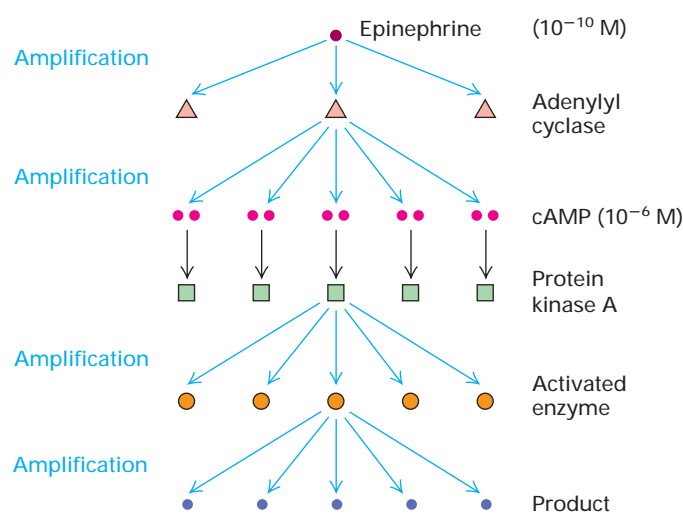 Epinephrine (10⁻¹⁰ M)
Amplification
Adenylyl
cyclase
Amplification
cAMP (10⁻⁶ M)
Protein
kinase A
Amplification
Activated
enzyme
Amplification
Product